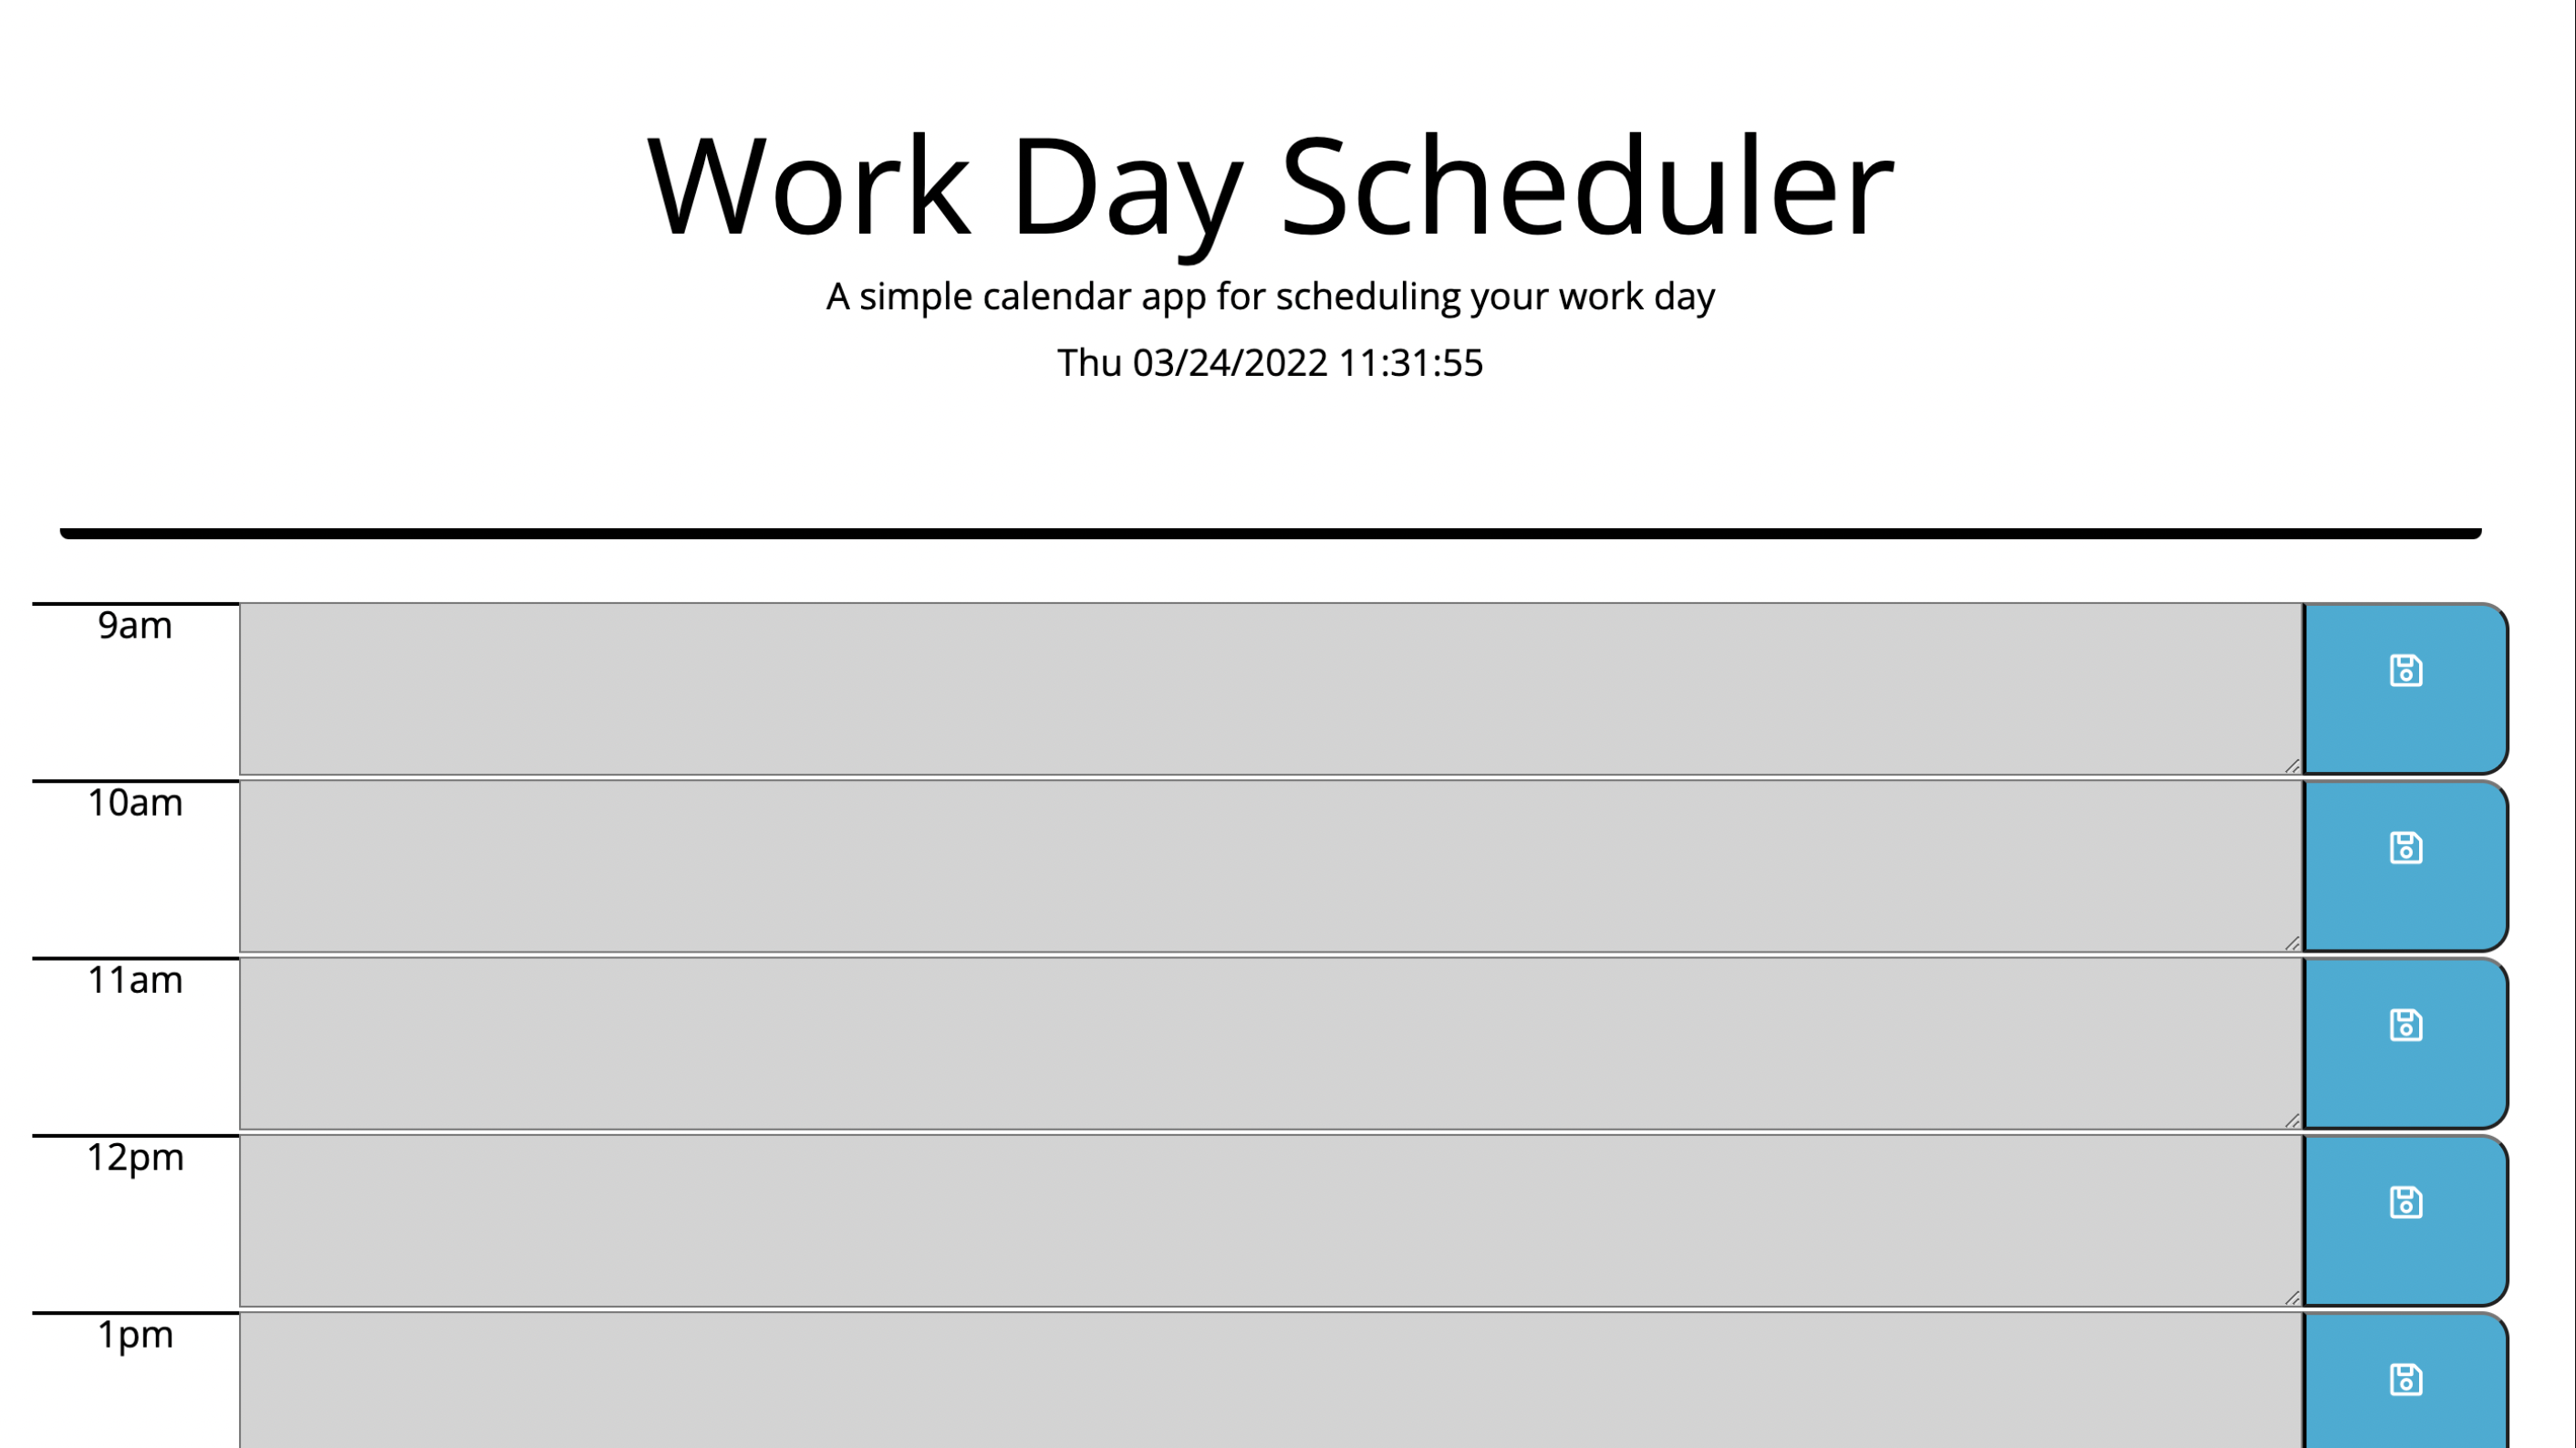 Work Day Scheduler
A simple calendar app for scheduling your work day
Thu 03/24/2022 11:31:55
9am
10am
11am
12pm
1pm